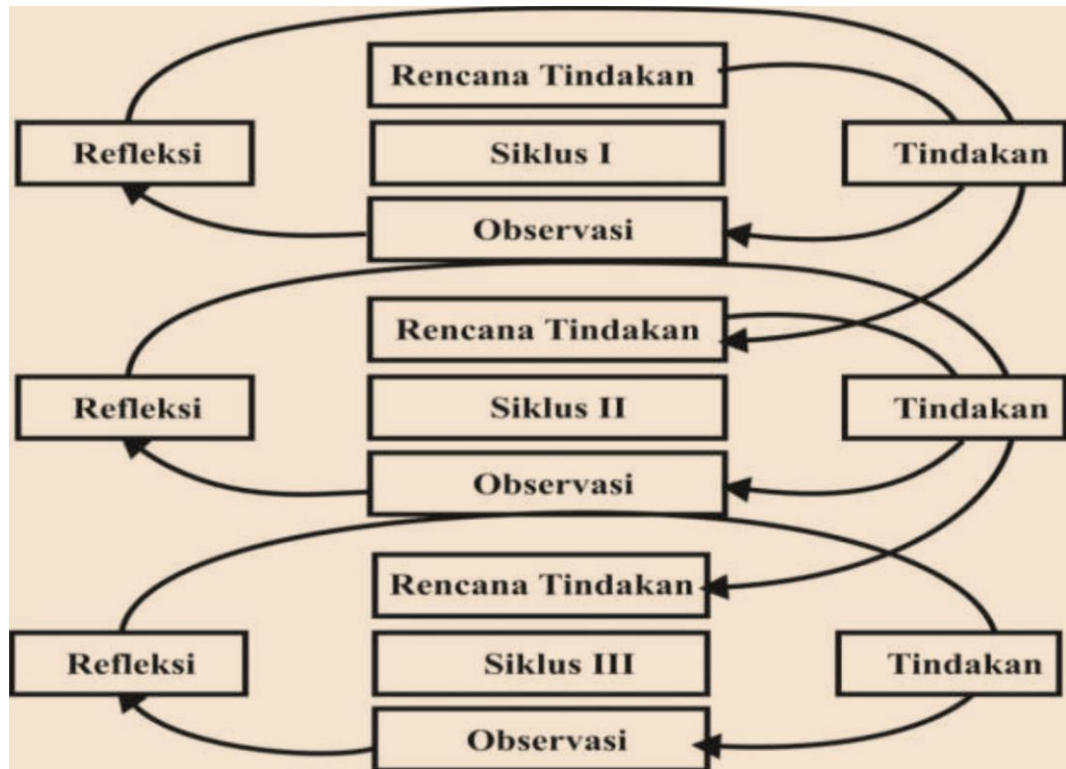 Rencana Tindakan
Refleksi
Siklus I
Tindakan
Observasi
Rencana Tindakan
Refleksi
Siklus II
Tindakan
Observasi
Rencana Tindakan
Refleksi
Siklus III
Tindakan
Observasi